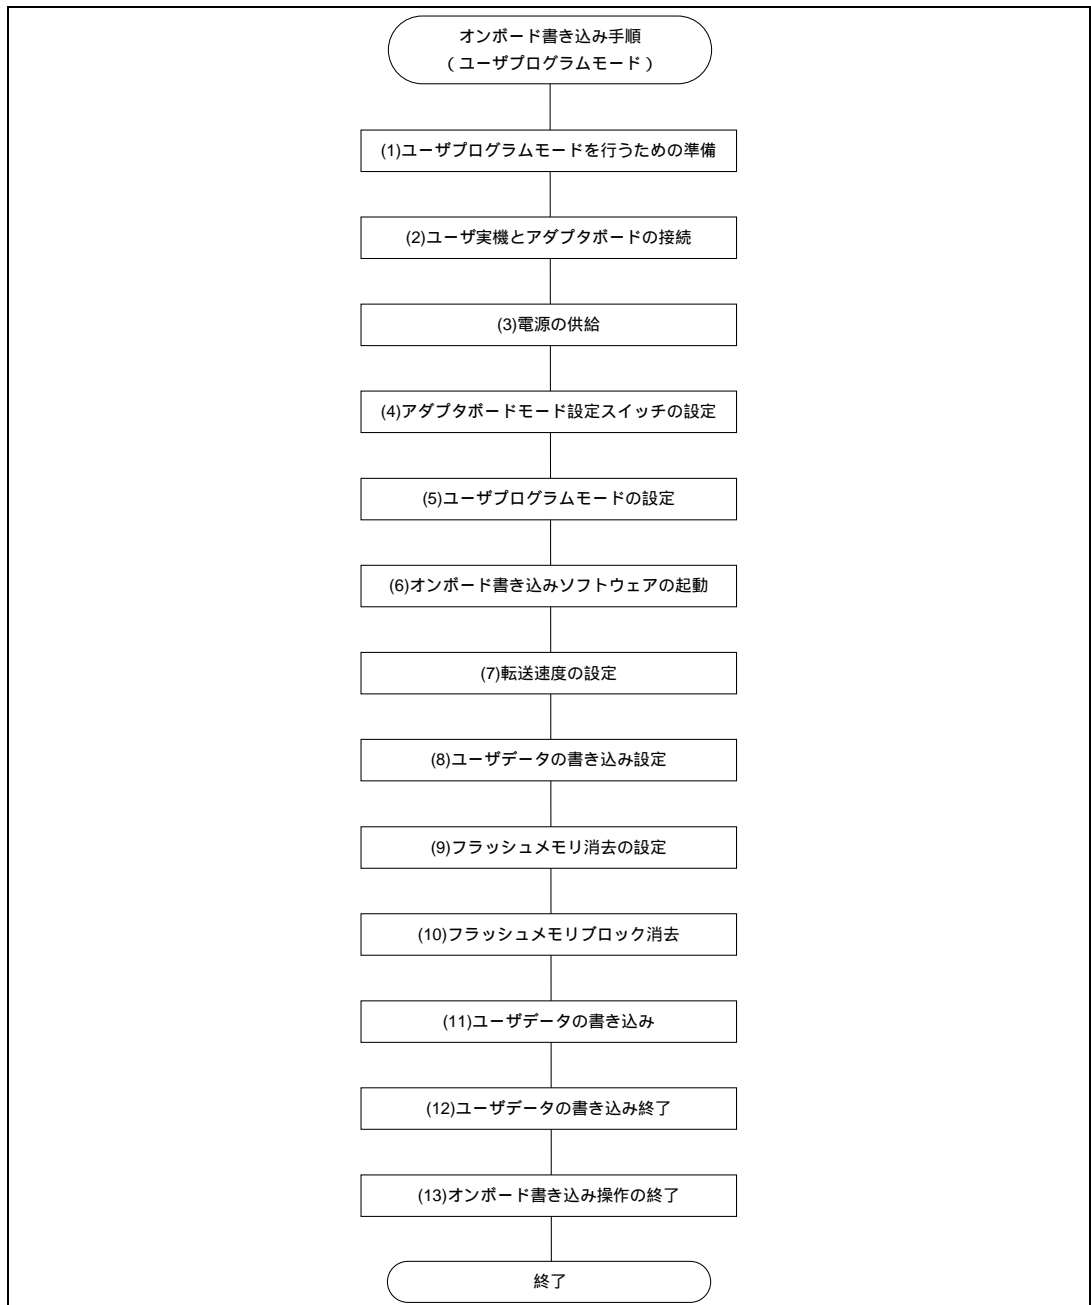 オンボード書き込み手順
（ユーザプログラムモード）
(1)ユーザプログラムモードを行うための準備
(2)ユーザ実機とアダプタボードの接続
(3)電源の供給
(4)アダプタボードモード設定スイッチの設定
(5)ユーザプログラムモードの設定
(6)オンボード書き込みソフトウェアの起動
(7)転送速度の設定
(8)ユーザデータの書き込み設定
(9)フラッシュメモリ消去の設定
(10)フラッシュメモリブロック消去
(11)ユーザデータの書き込み
(12)ユーザデータの書き込み終了
(13)オンボード書き込み操作の終了
終了